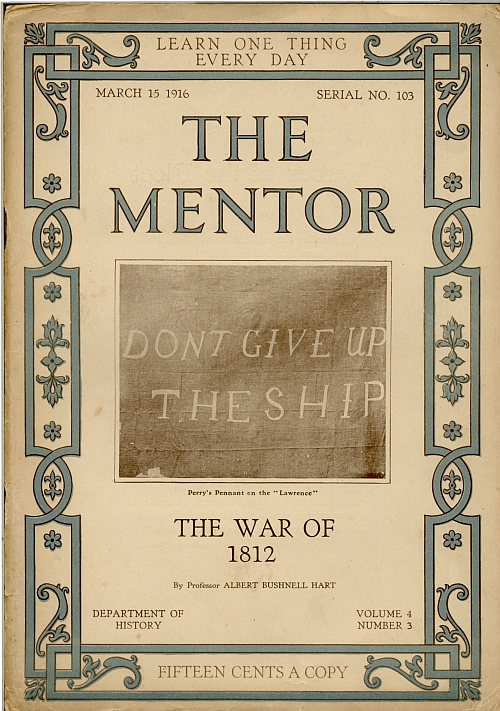 LEARN ONE THING
EVERY DAY
MARCH 15 1916
SERIAL NO. 103
THE
MENTOR
DONT GIVE UP
THE SHIP
Perry's Pennant on the "Lawrence"
THE WAR OF
1812
By Professor ALBERT BUSHNELL HART
DEPARTMENT OF
HISTORY
VOLUME 4
NUMBER 3
FIFTEEN CENTS A COPY